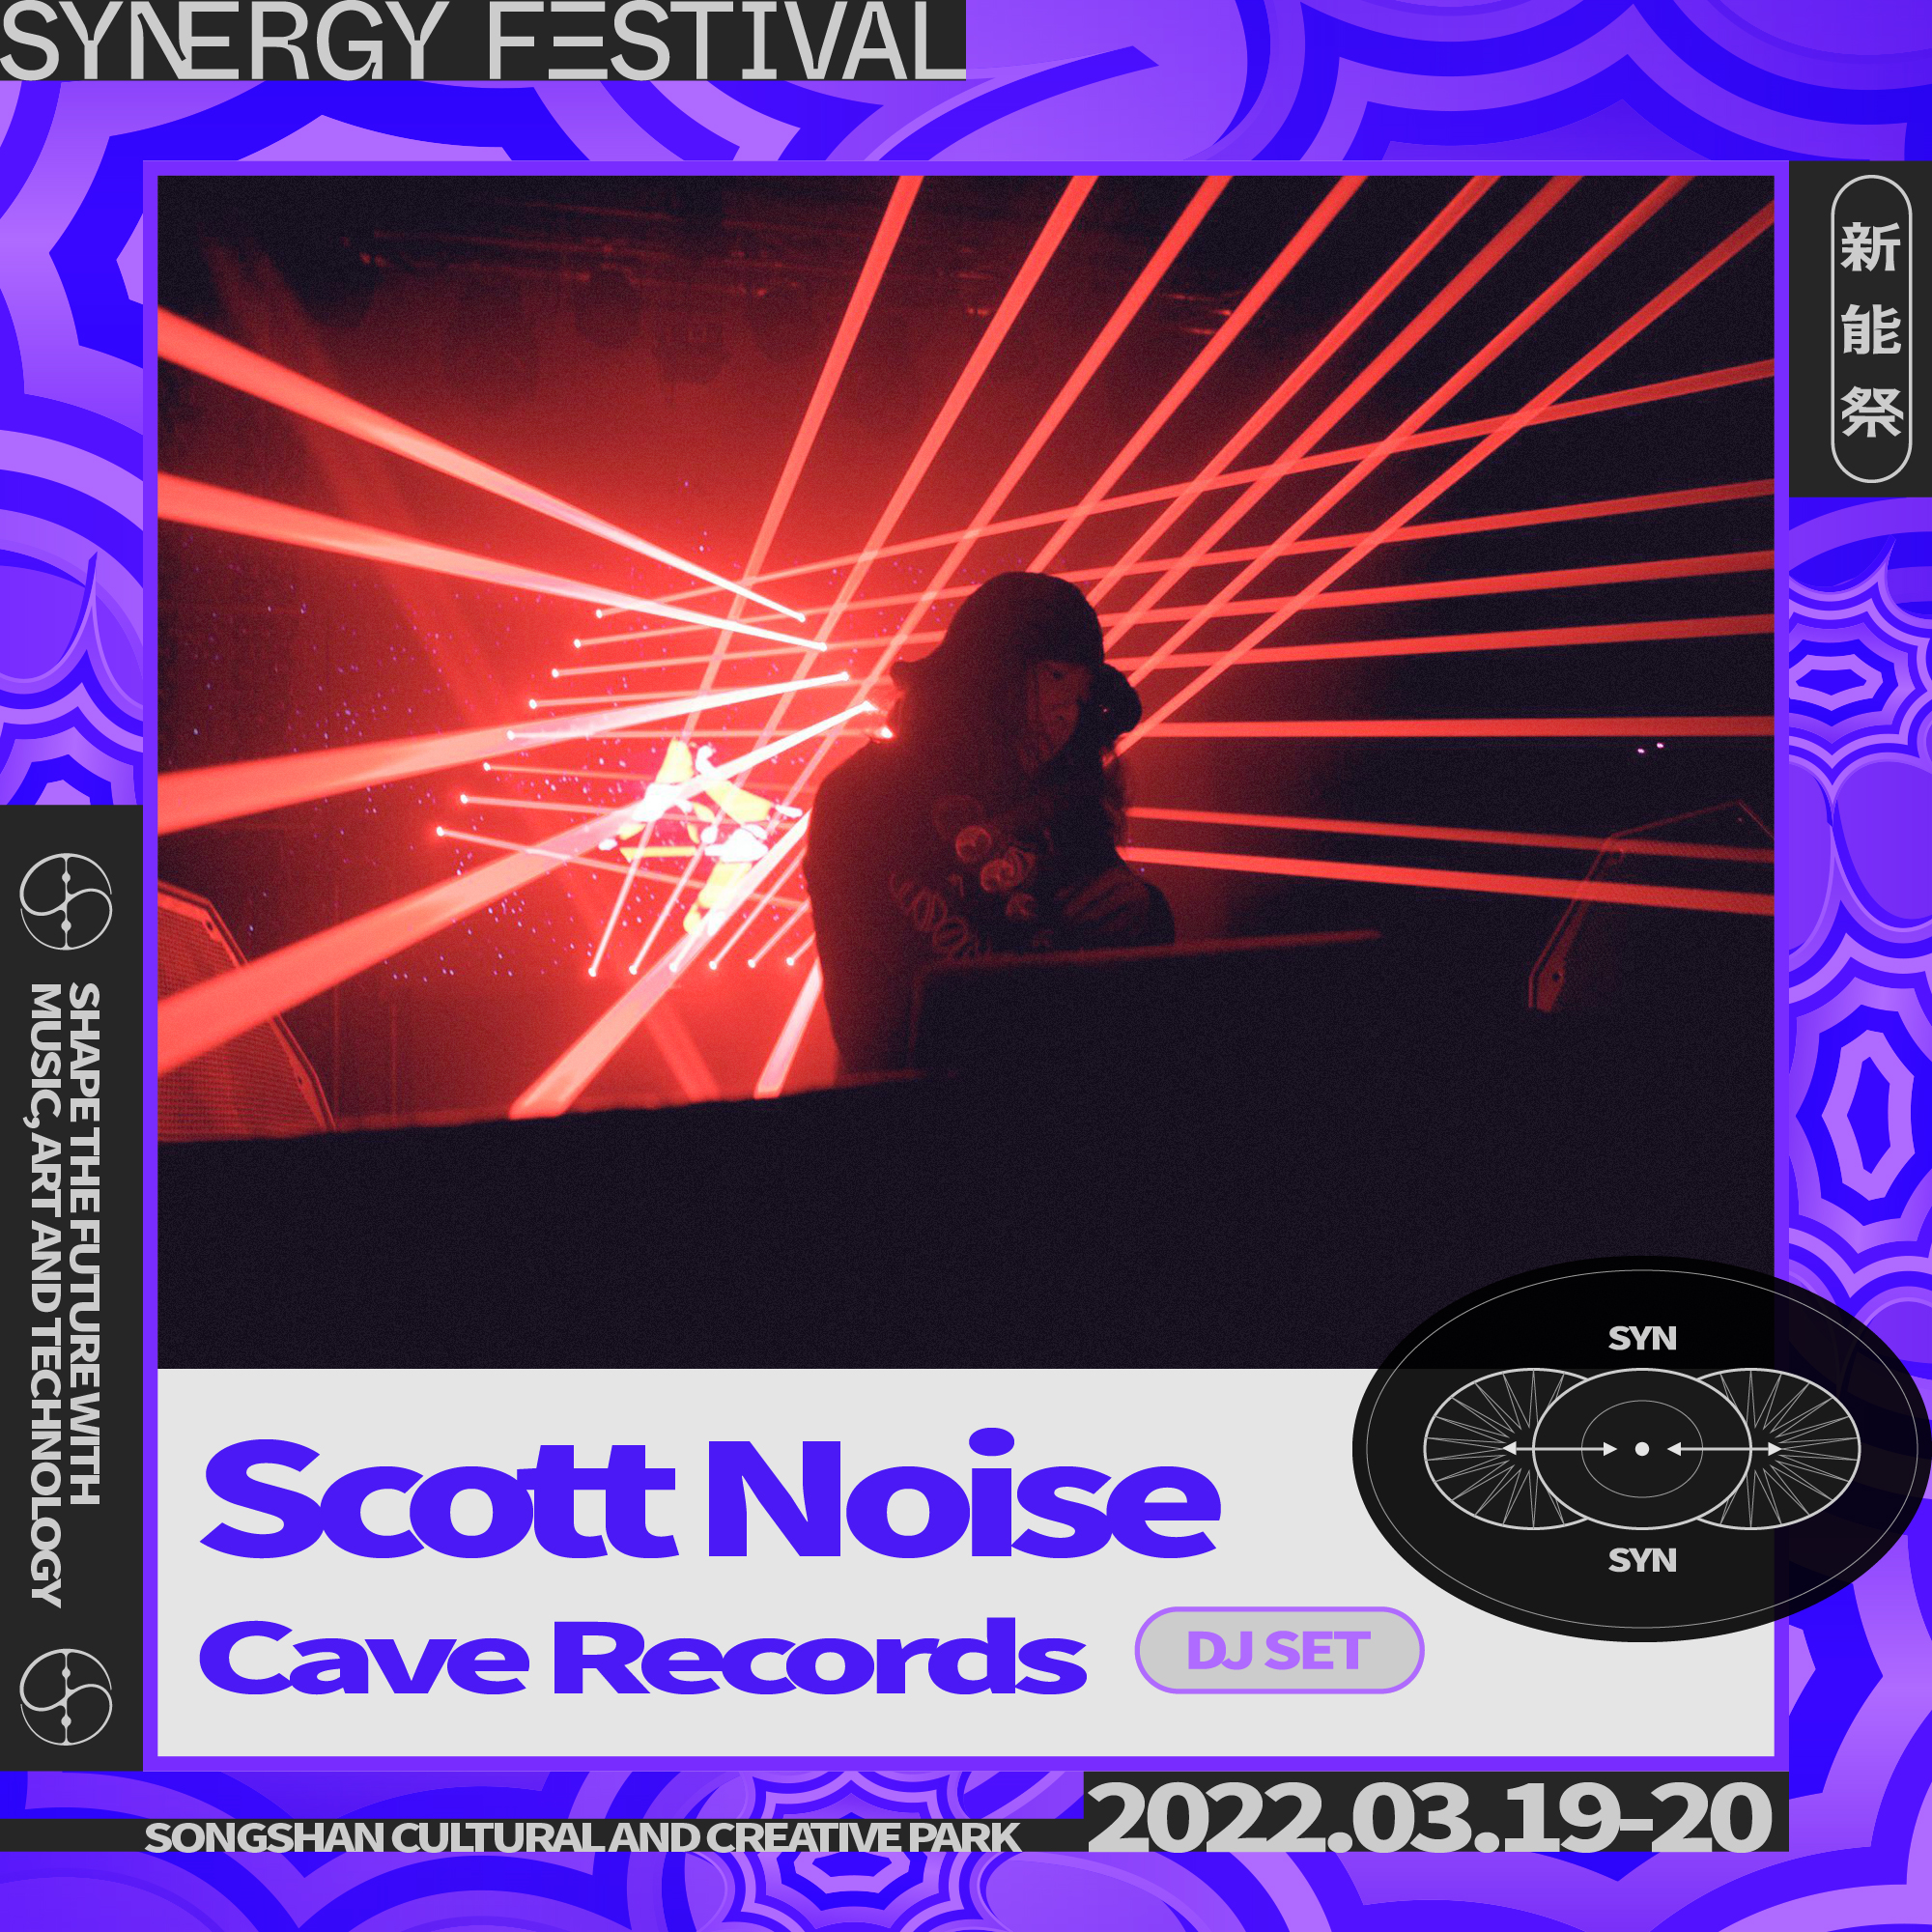 SYNERGY FESTIVAL
新能祭
SHAPE THE FUTURE WITH
MUSIC, ART AND TECHNOLOGY
SYN
SYN
Scott Noise
Cave Records
DJ SET
2022.03.19-20
SONGSHAN CULTURAL AND CREATIVE PARK